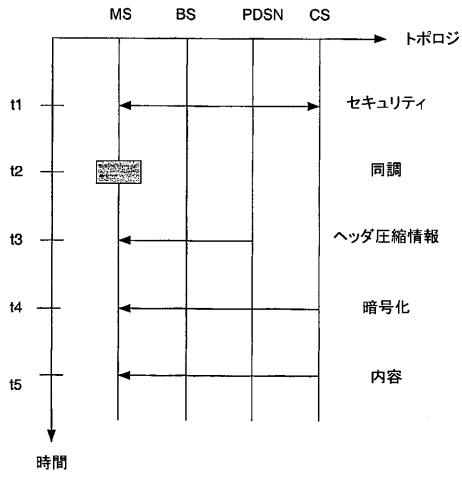 MS BS PDSN CS
トポロジ
t1 セキュリティ
t2 同調
t3 ヘッダ圧縮情報
t4 暗号化
t5 内容
時間